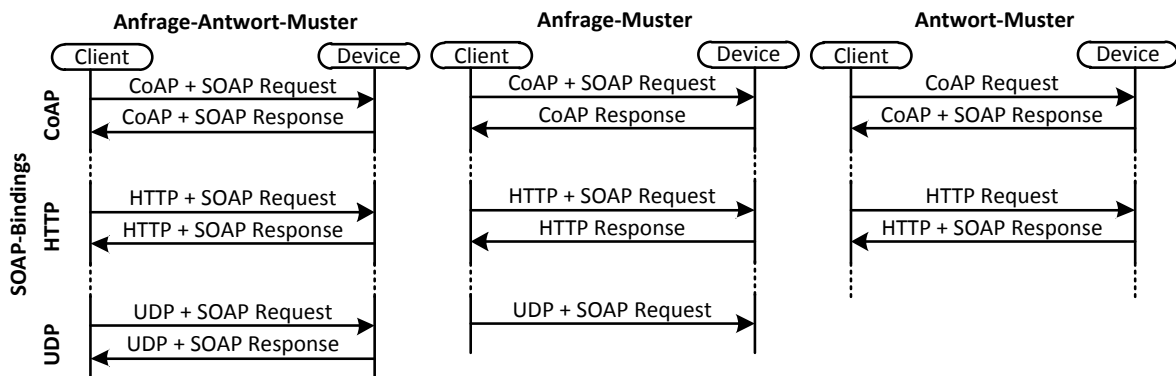 Anfrage-Antwort-Muster
Anfrage-Muster
Antwort-Muster
Client
Device
Client
Device
Client
Device
SOAP-Bindings
CoAP
CoAP + SOAP Request
CoAP + SOAP Response
CoAP + SOAP Request
CoAP Response
CoAP Request
CoAP + SOAP Response
HTTP
HTTP + SOAP Request
HTTP + SOAP Response
HTTP + SOAP Request
HTTP Response
HTTP Request
HTTP + SOAP Response
UDP
UDP + SOAP Request
UDP + SOAP Response
UDP + SOAP Request